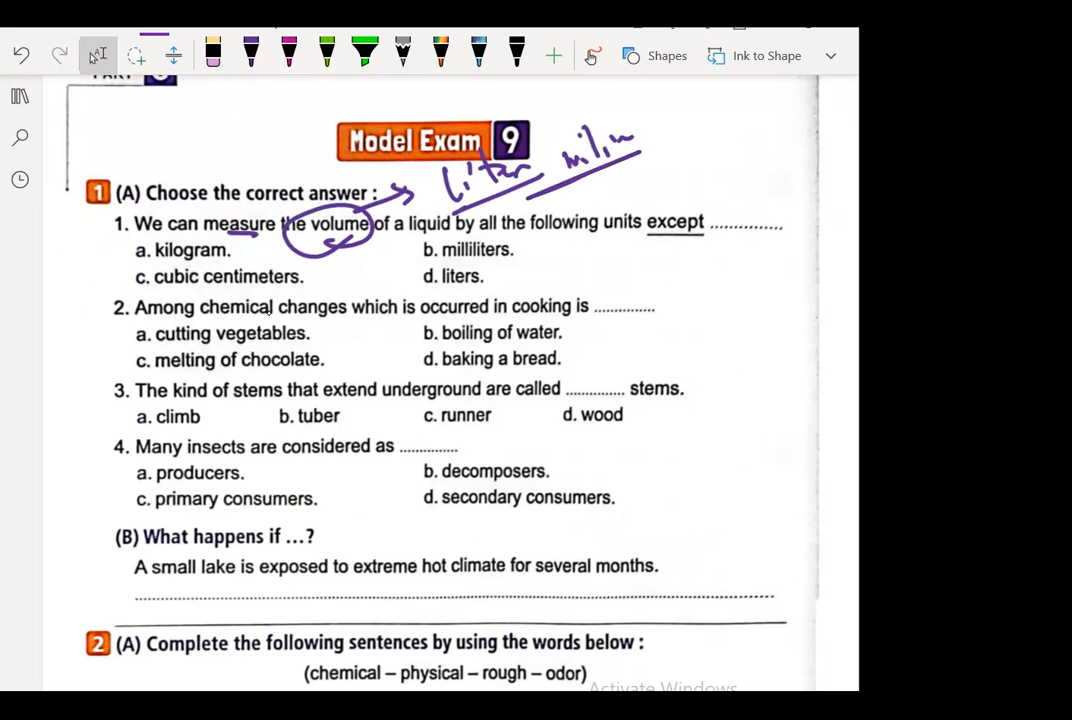 Shapes
Ink to Shape
Model Exam 9
liter
1 (A) Choose the correct answer :
1. We can measure the volume of a liquid by all the following units except ...............
a. kilogram.
b. milliliters.
c. cubic centimeters.
d. liters.
2. Among chemical changes which is occurred in cooking is ...............
a. cutting vegetables.
b. boiling of water.
c. melting of chocolate.
d. baking a bread.
3. The kind of stems that extend underground are called .............. stems.
a. climb
b. tuber
c. runner
d. wood
4. Many insects are considered as ..............
a. producers.
b. decomposers.
c. primary consumers.
d. secondary consumers.
(B) What happens if ...?
A small lake is exposed to extreme hot climate for several months.
2 (A) Complete the following sentences by using the words below :
(chemical – physical – rough – odor)
Activate Windows